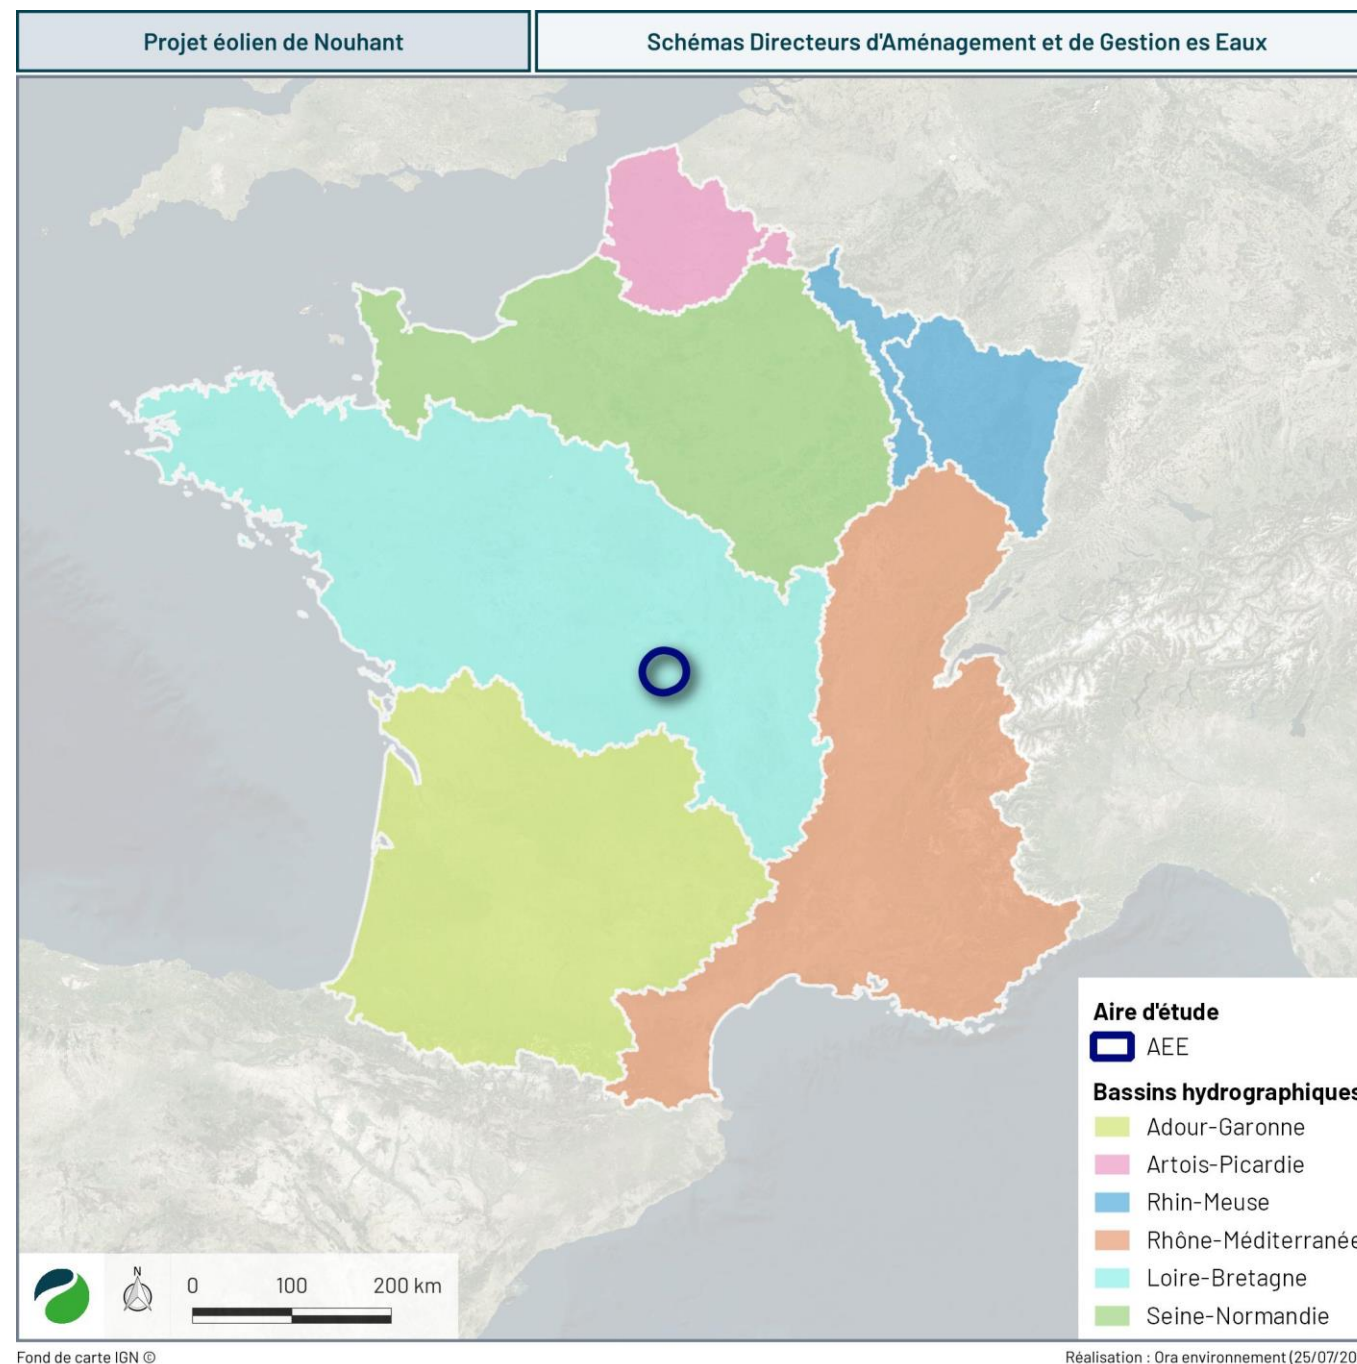 Projet éolien de Nouhant
Schémas Directeurs d'Aménagement et de Gestion es Eaux
Aire d'étude
AEE
Bassins hydrographiques
Adour-Garonne
Artois-Picardie
Rhin-Meuse
Rhône-Méditerranée
Loire-Bretagne
Seine-Normandie
N
0 100 200 km
Fond de carte IGN ©
Réalisation : Ora environnement (25/07/20